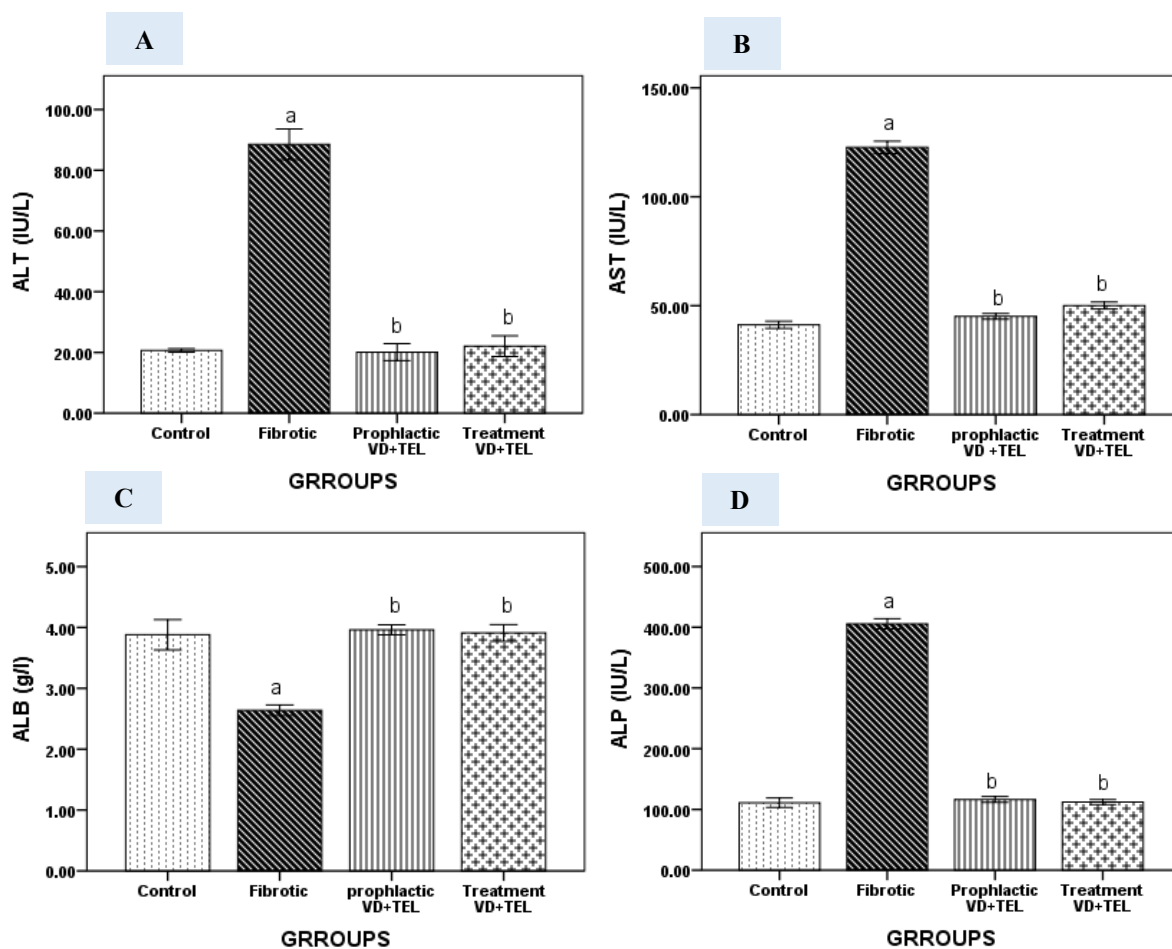 A
ALT (IU/L)
100.00
80.00
60.00
40.00
20.00
0.00
a
b
b
Control
Fibrotic
Prophlactic
VD+TEL
Treatment
VD+TEL
GRROUPS
B
AST (IU/L)
150.00
100.00
50.00
0.00
a
b
b
Control
Fibrotic
prophlactic
VD +TEL
Treatment
VD+TEL
GRROUPS
C
ALB (g/l)
5.00
4.00
3.00
2.00
1.00
0.00
a
b
b
Control
Fibrotic
prophlactic
VD+TEL
Treatment
VD+TEL
GRROUPS
D
ALP (IU/L)
500.00
400.00
300.00
200.00
100.00
0.00
a
b
b
Control
Fibrotic
Prophlactic
VD+TEL
Treatment
VD+TEL
GRROUPS